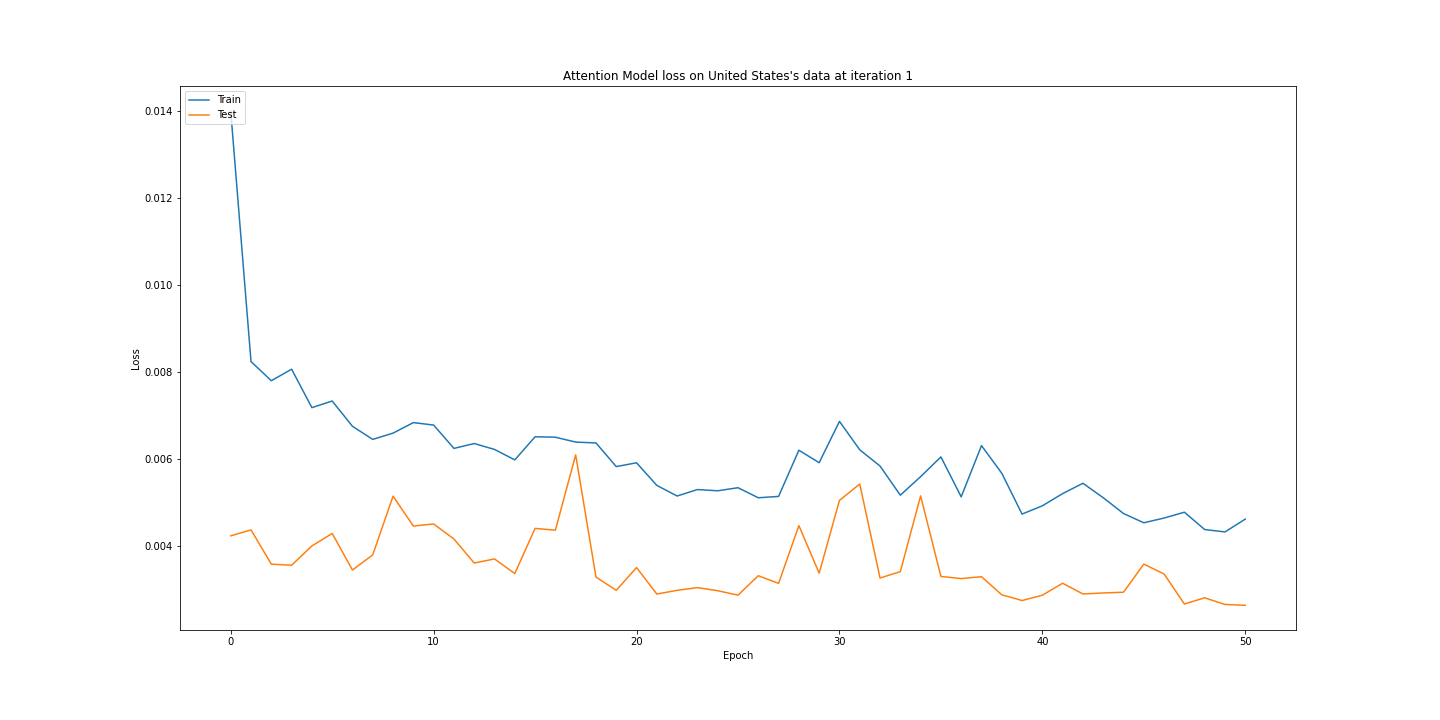 Attention Model loss on United States's data at iteration 1
Train
Test
0.014
0.012
0.010
0.008
0.006
0.004
Loss
0
10
20
30
40
50
Epoch